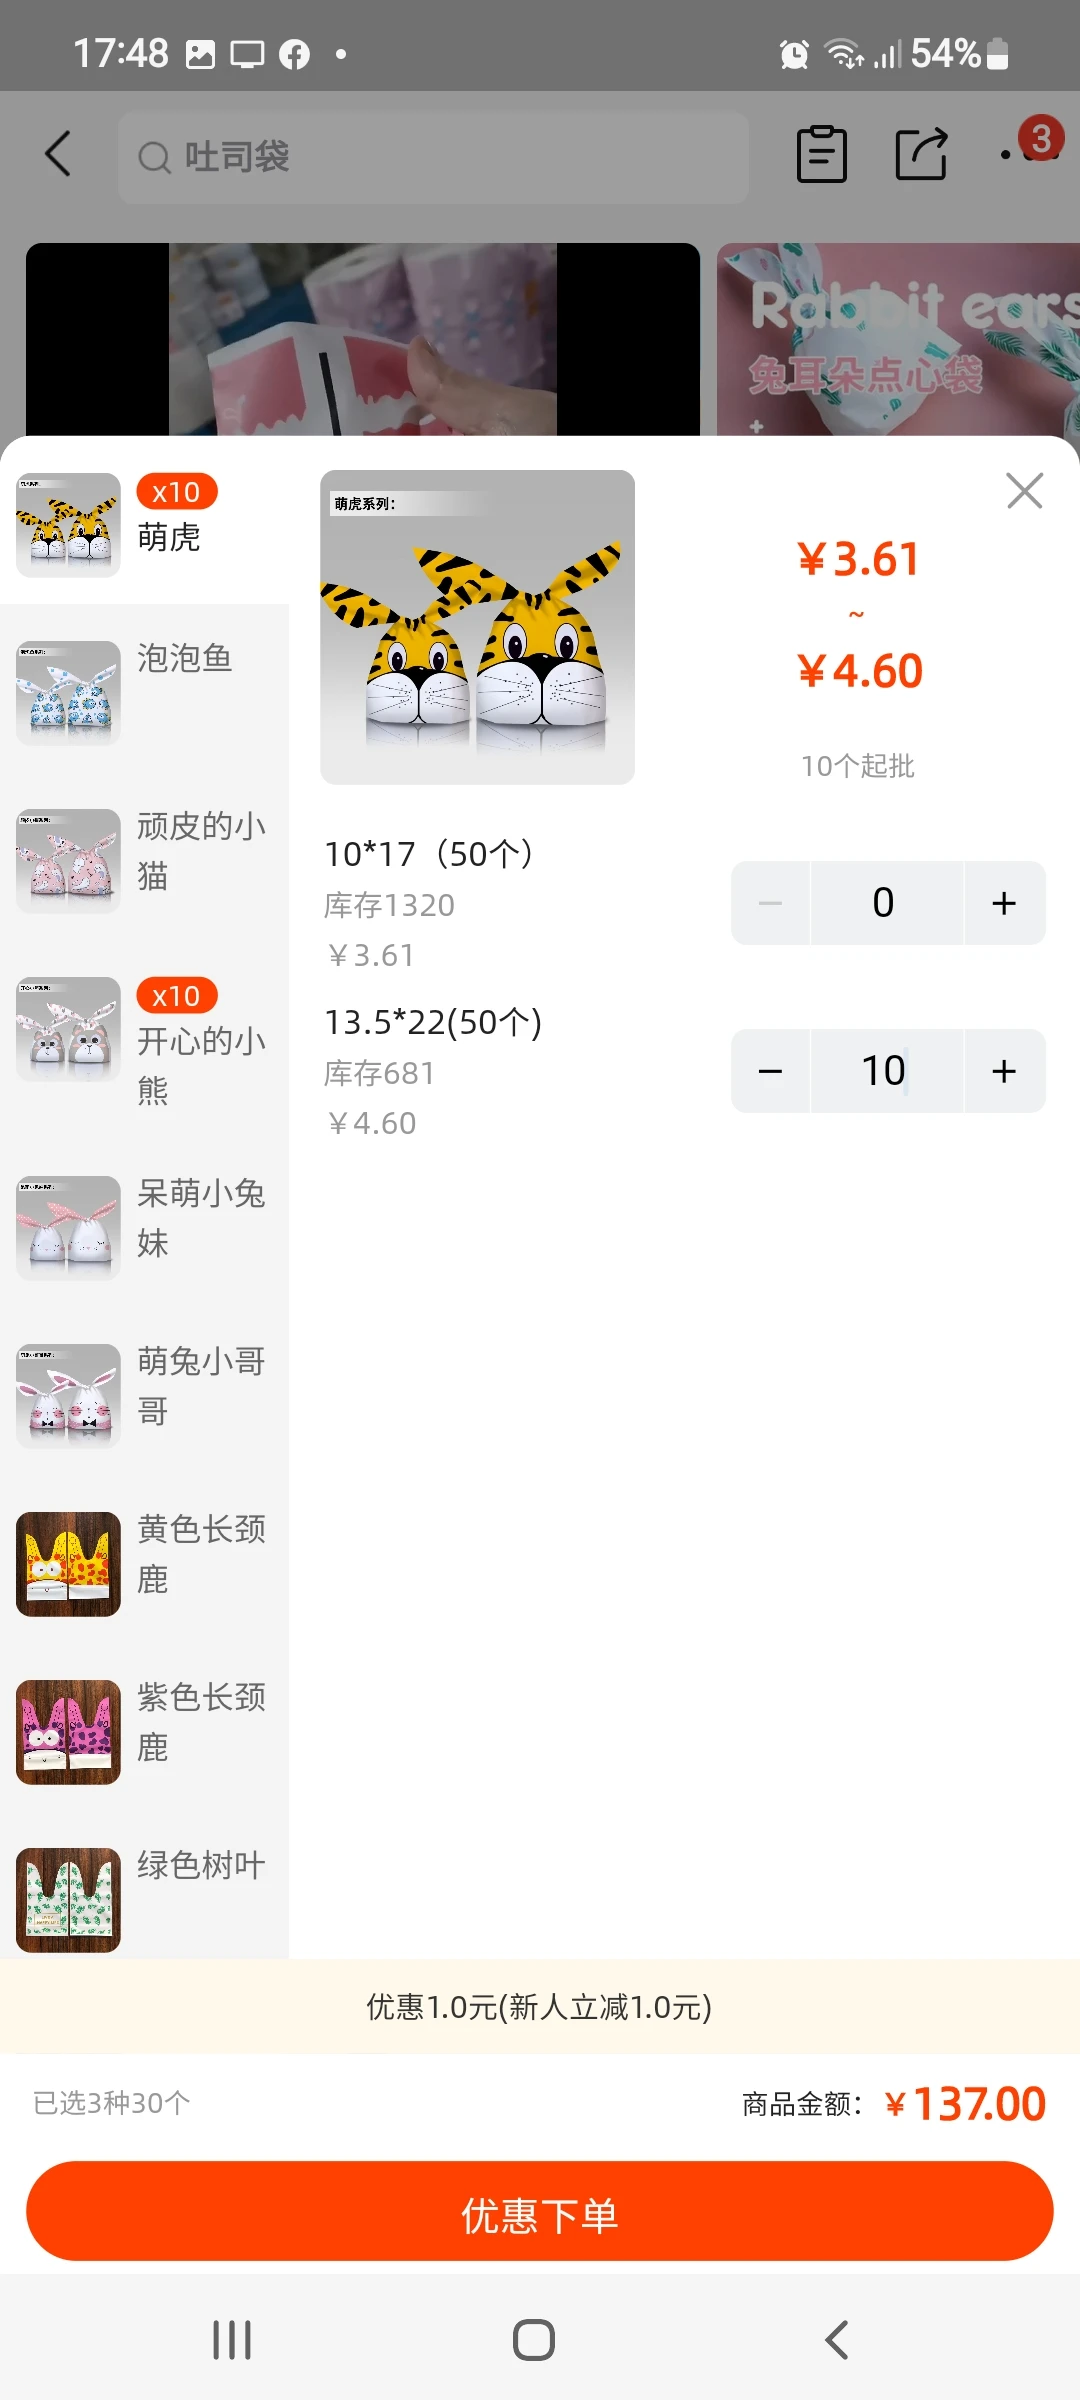 17:48
54%
吐司袋
3
Rabbit ears
兔耳朵点心袋
x10
萌虎
萌虎系列：
￥3.61
~
￥4.60
10个起批
泡泡鱼
顽皮的小
猫
10*17（50个）
库存1320
￥3.61
0
13.5*22(50个)
库存681
￥4.60
10
x10
开心的小
熊
呆萌小兔
妹
萌兔小哥
哥
黄色长颈
鹿
紫色长颈
鹿
绿色树叶
优惠1.0元(新人立减1.0元)
已选3种30个
商品金额：￥137.00
优惠下单